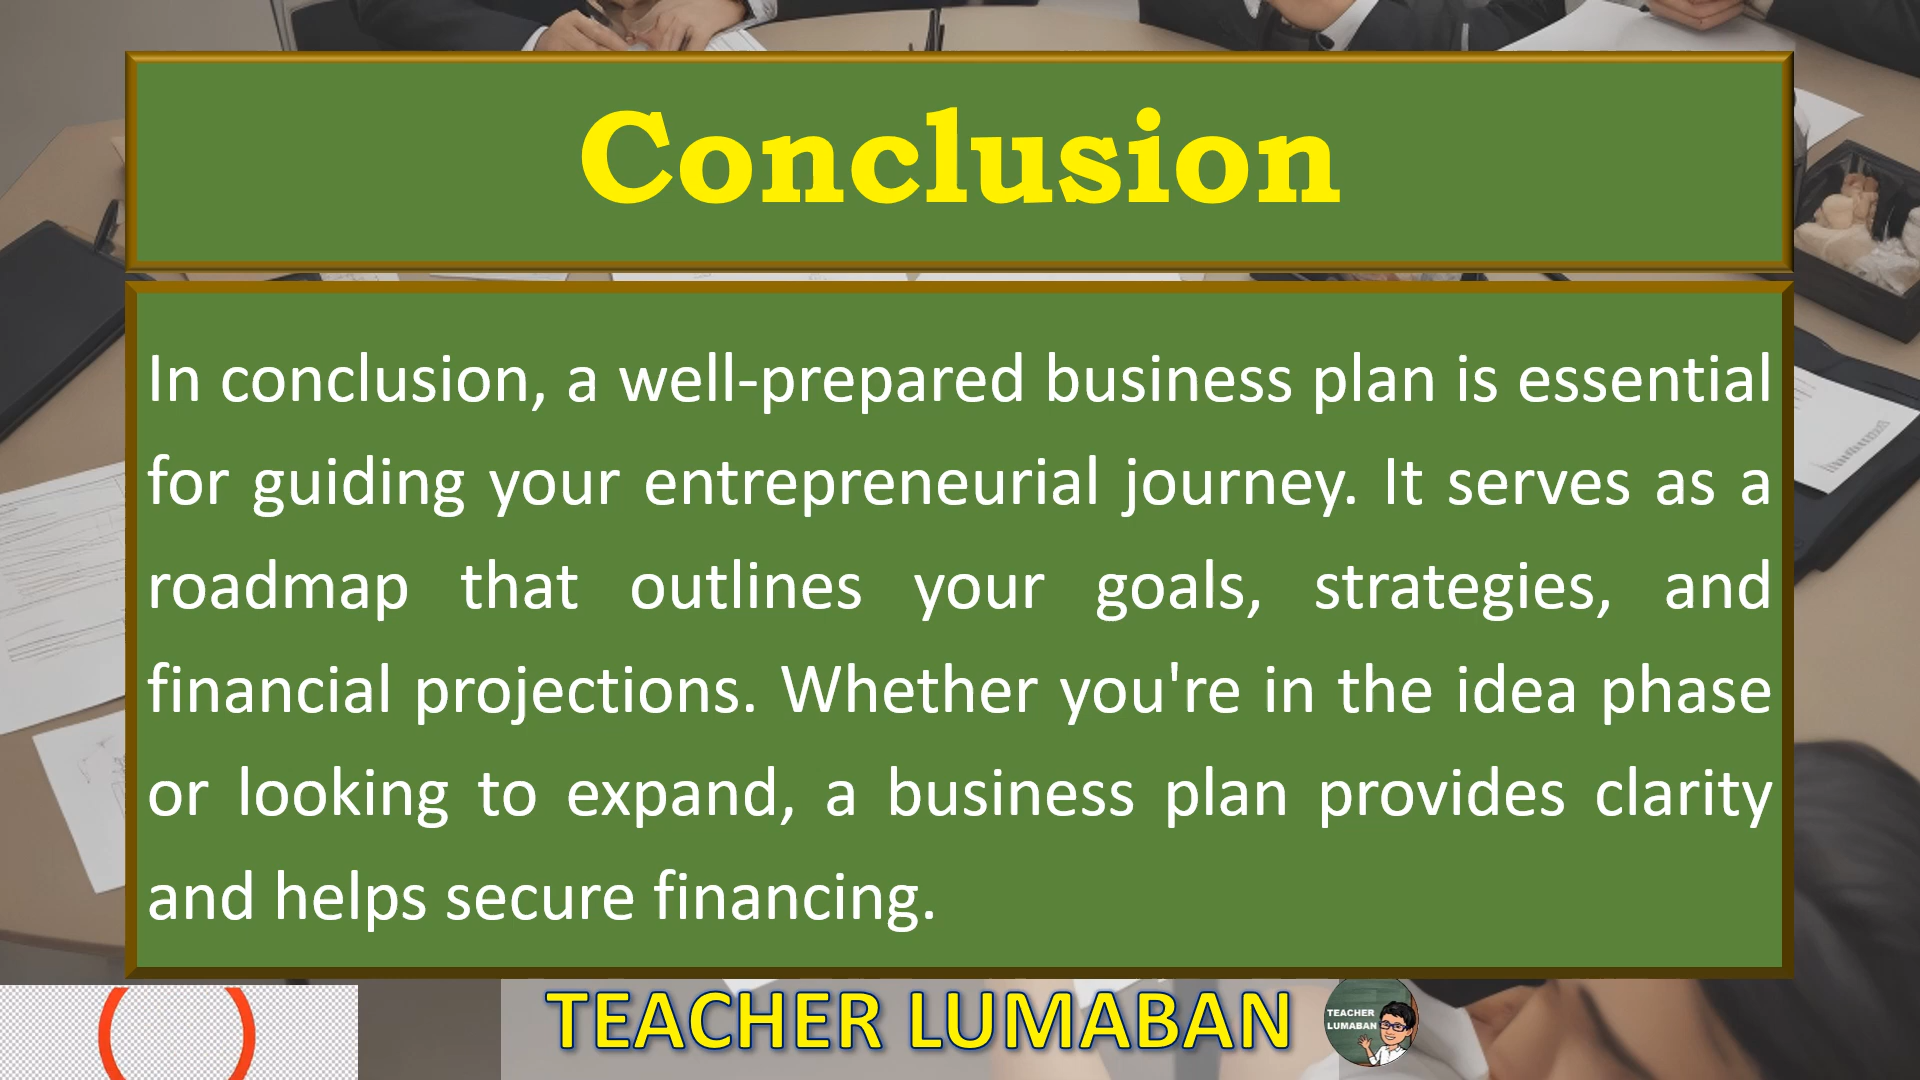 Conclusion
In conclusion, a well-prepared business plan is essential
for guiding your entrepreneurial journey. It serves as a
roadmap that outlines your goals, strategies, and
financial projections. Whether you're in the idea phase
or looking to expand, a business plan provides clarity
and helps secure financing.
TEACHER LUMABAN
TEACHER
LUMABAN